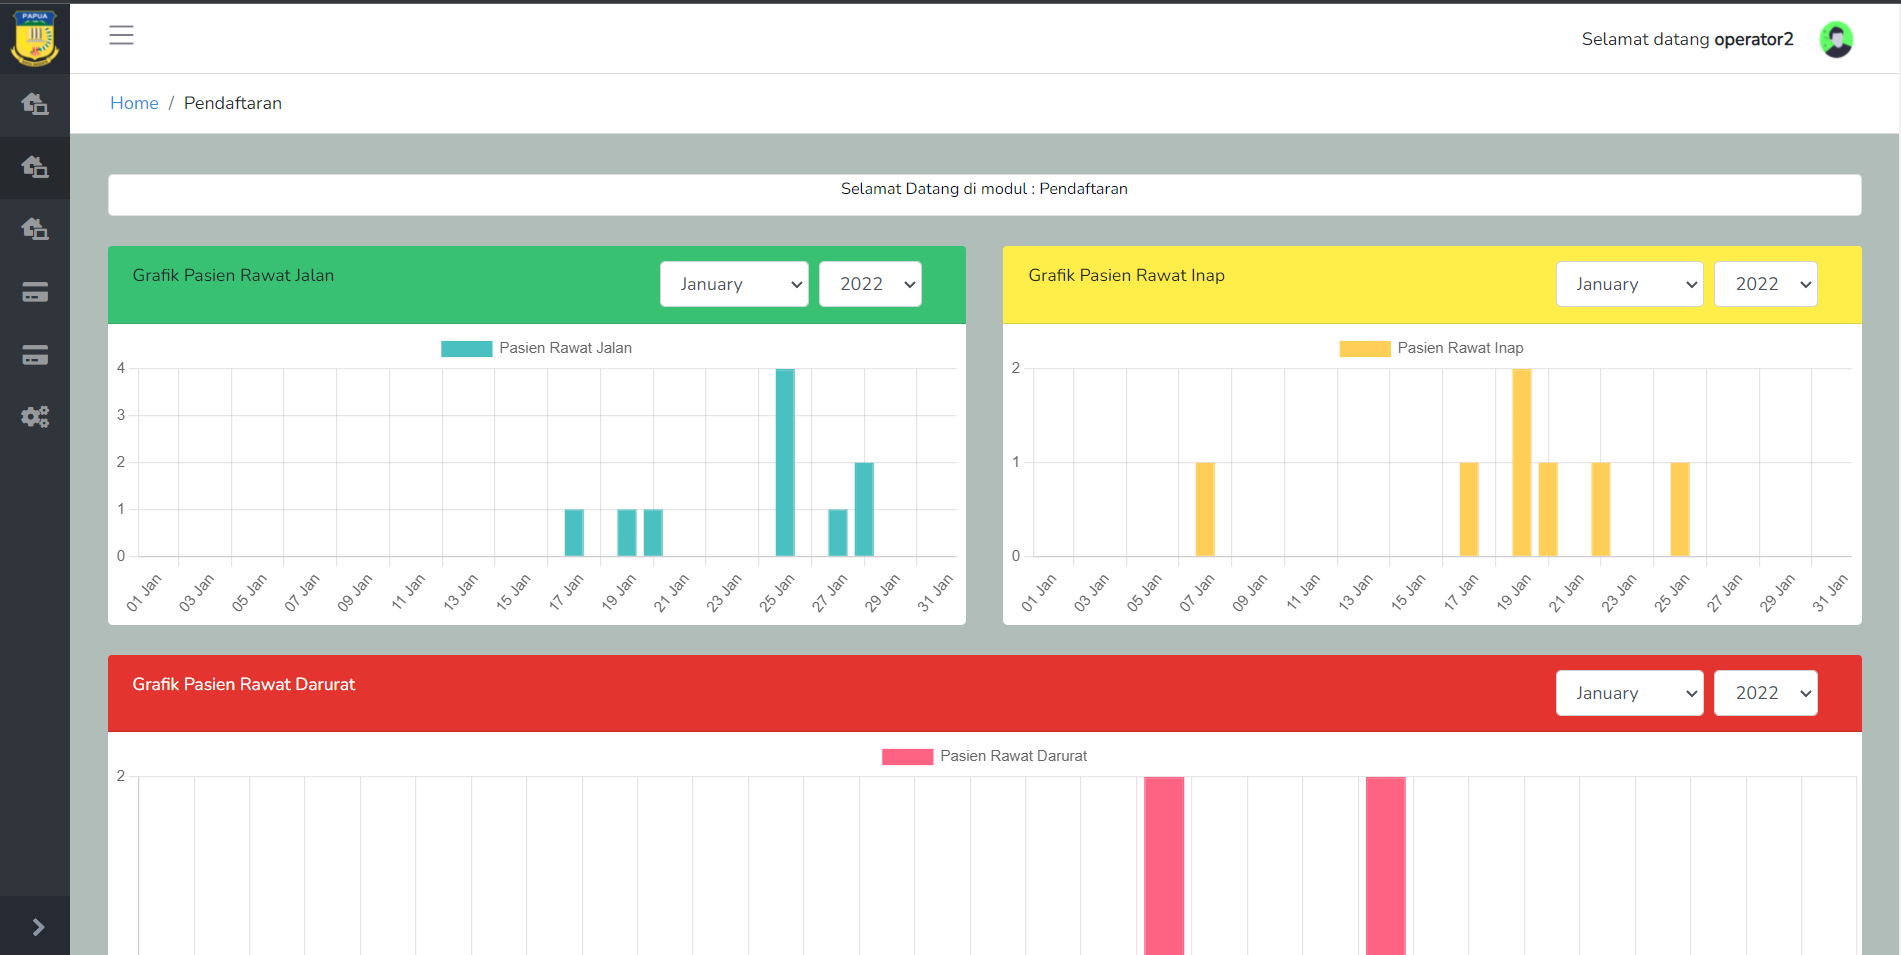 PAPUA
Selamat datang operator2
Home / Pendaftaran
Selamat Datang di modul : Pendaftaran
Grafik Pasien Rawat Jalan
January
2022
Pasien Rawat Jalan
4
3
2
1
0
01 Jan
03 Jan
05 Jan
07 Jan
09 Jan
11 Jan
13 Jan
15 Jan
17 Jan
19 Jan
21 Jan
23 Jan
25 Jan
27 Jan
29 Jan
31 Jan
Grafik Pasien Rawat Inap
January
2022
Pasien Rawat Inap
2
1
0
01 Jan
03 Jan
05 Jan
07 Jan
09 Jan
11 Jan
13 Jan
15 Jan
17 Jan
19 Jan
21 Jan
23 Jan
25 Jan
27 Jan
29 Jan
31 Jan
Grafik Pasien Rawat Darurat
January
2022
Pasien Rawat Darurat
2